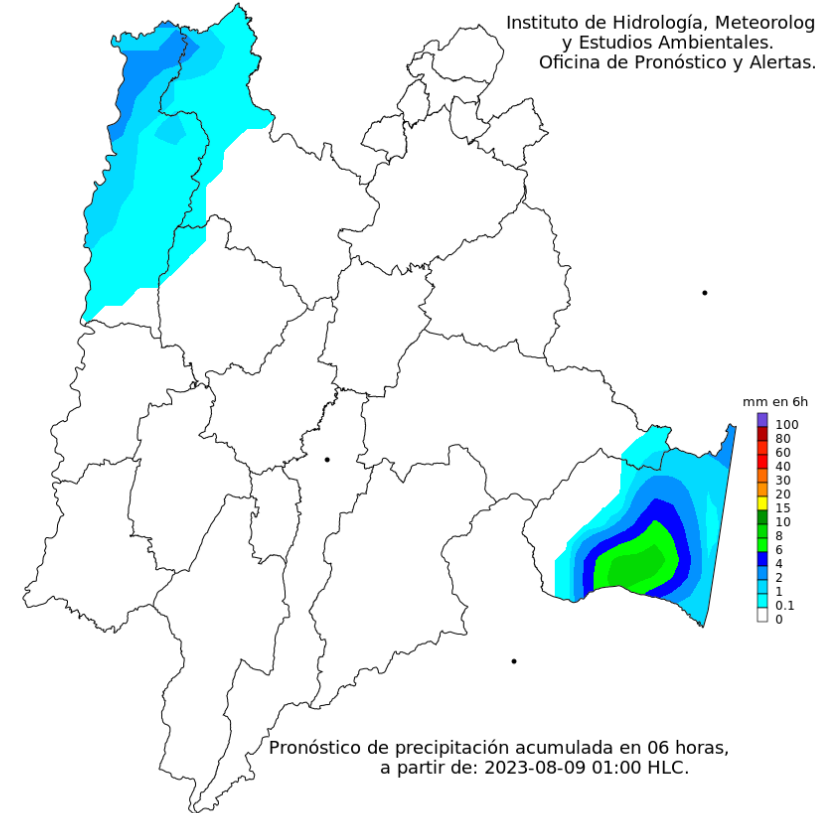 Instituto de Hidrología, Meteorolog
y Estudios Ambientales.
Oficina de Pronóstico y Alertas.
mm en 6h
100
80
60
40
30
20
15
10
8
6
4
2
1
0.1
0
Pronóstico de precipitación acumulada en 06 horas,
a partir de: 2023-08-09 01:00 HLC.